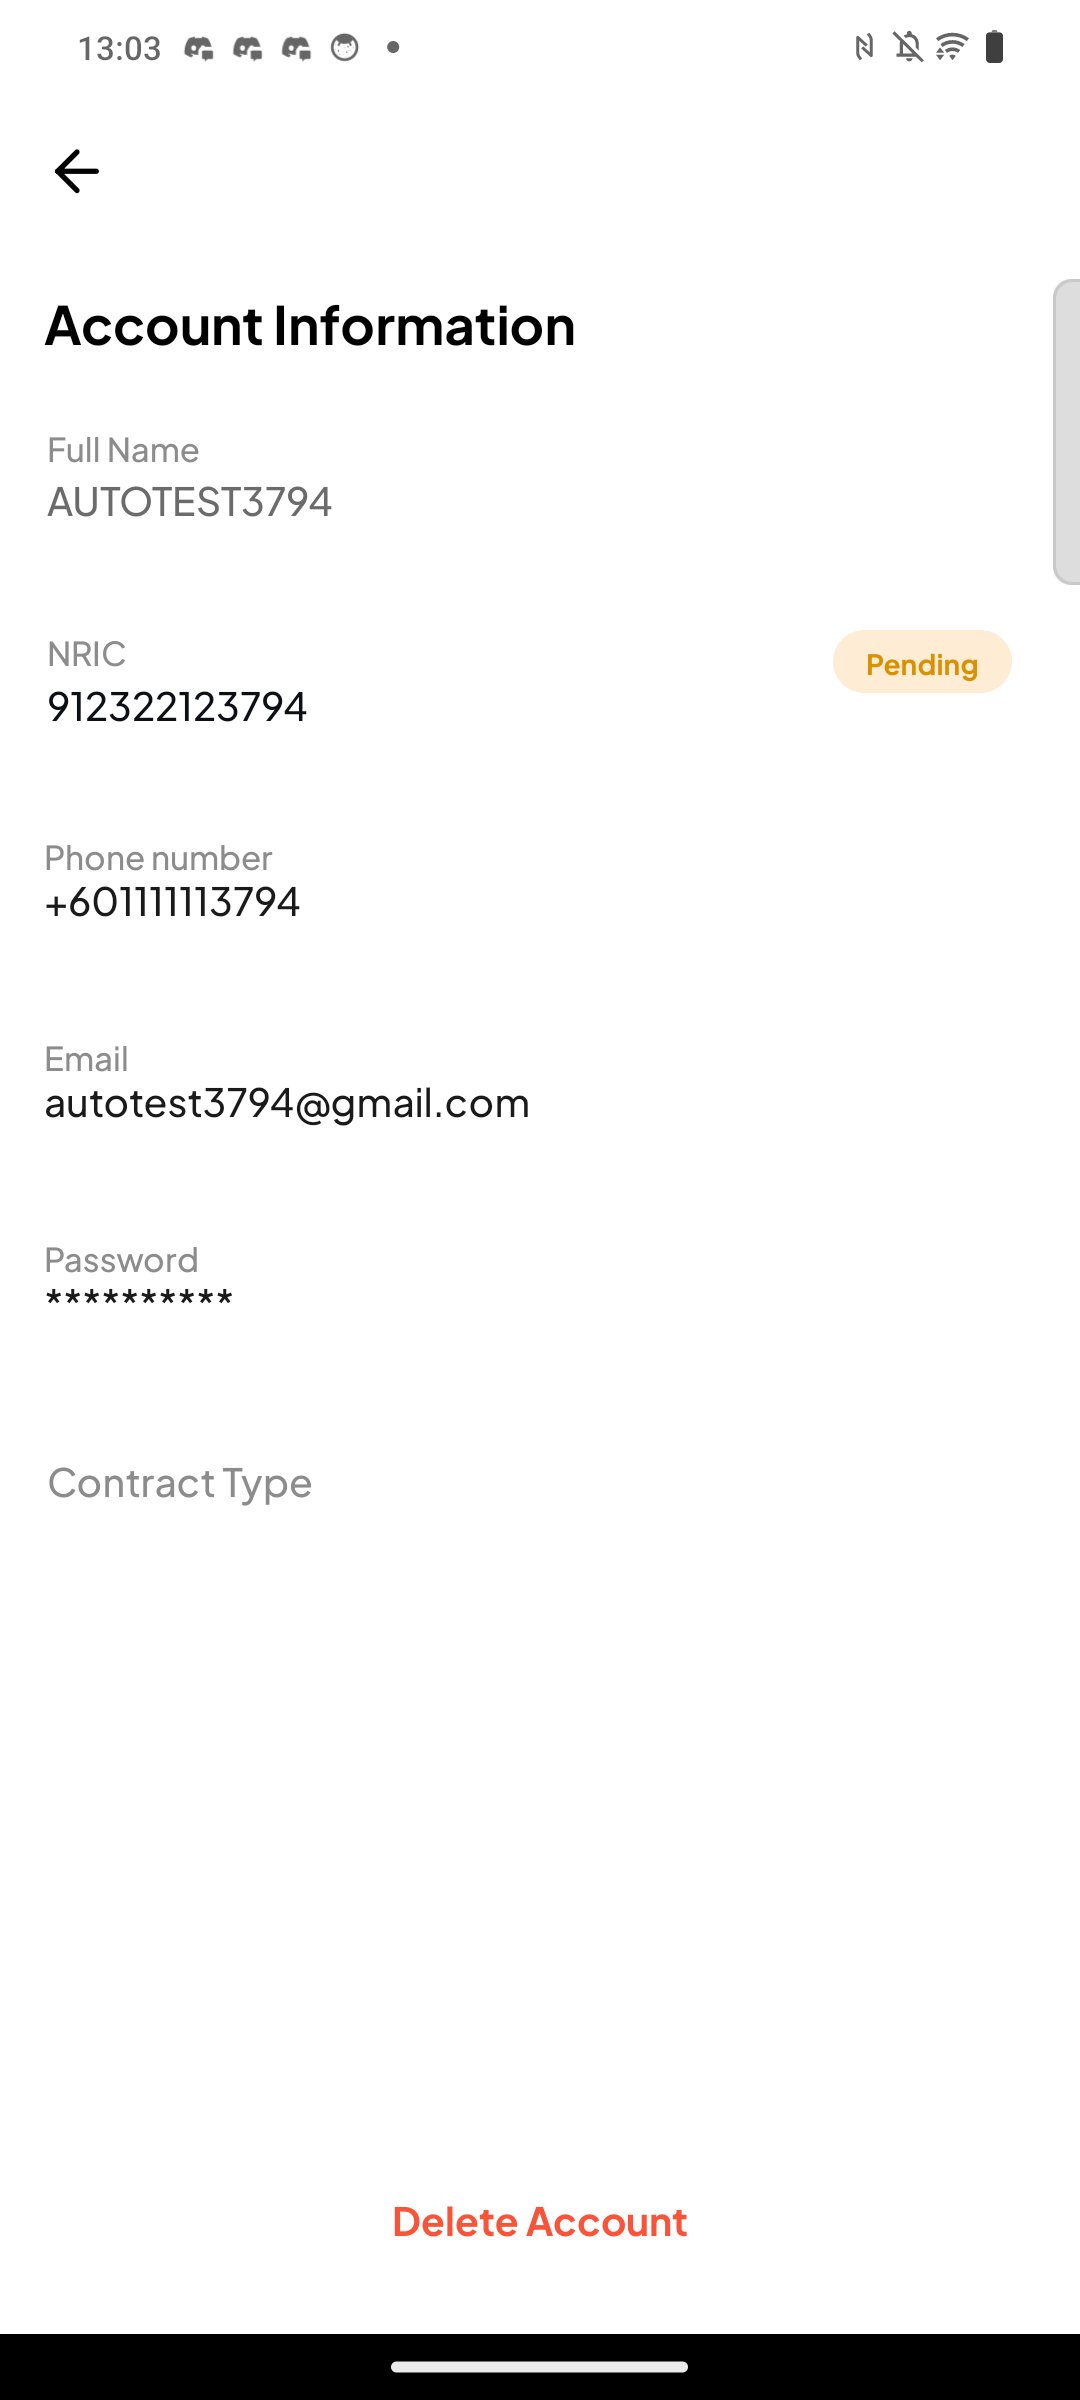 13:03
Account Information
Full Name
AUTOTEST3794
NRIC
Pending
912322123794
Phone number
+601111113794
Email
autotest3794@gmail.com
Password
**********
Contract Type
Delete Account